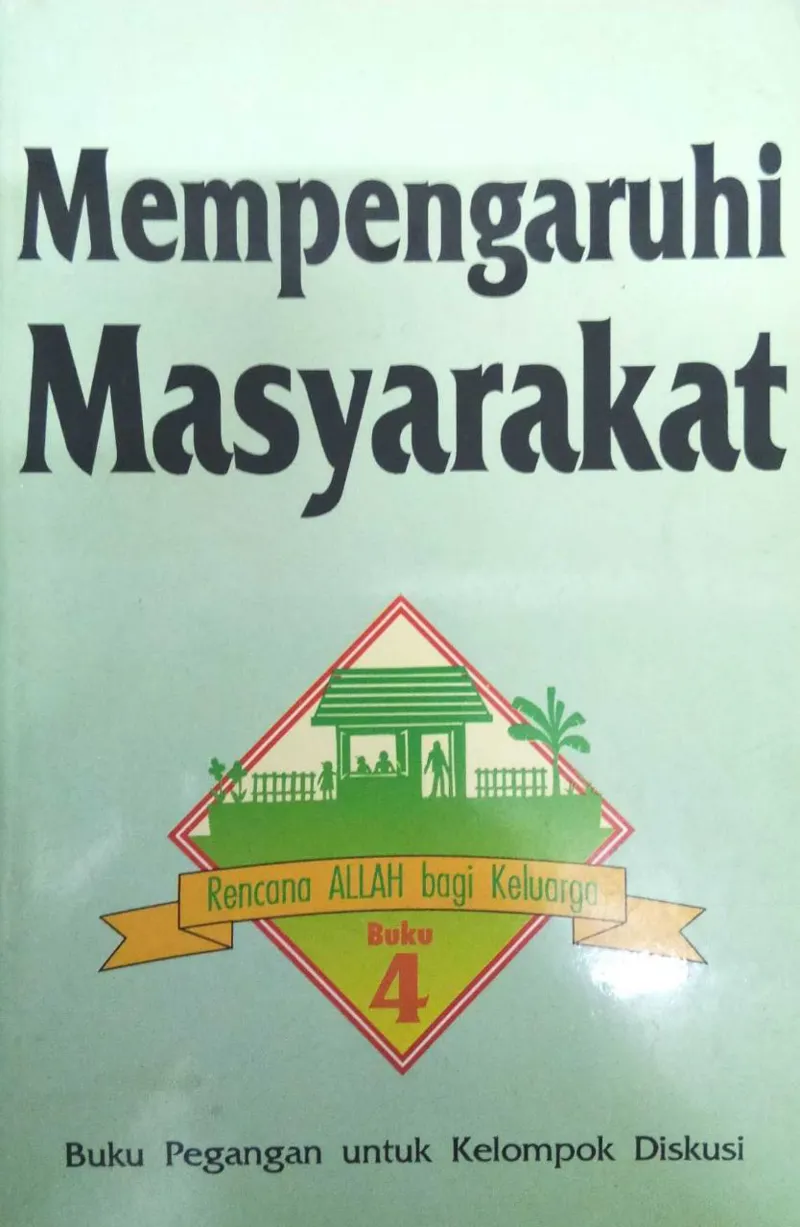 Mempengaruhi
Masyarakat
Rencana ALLAH bagi Keluarga
Buku
4
Buku Pegangan untuk Kelompok Diskusi